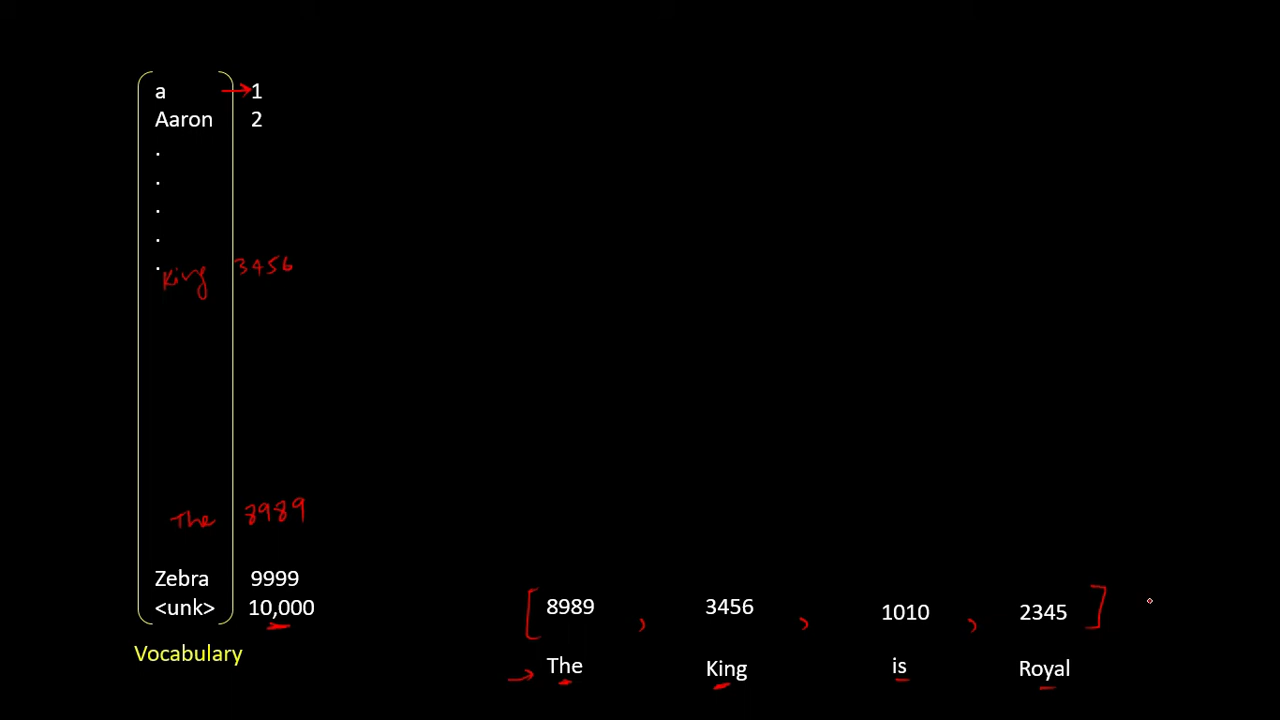 a → 1
Aaron 2
.
.
.
.
.
King 3456
The 8989
Zebra 9999
<unk> 10,000
Vocabulary
[ 8989 , 3456 , 1010 , 2345 ]
→ The King is Royal